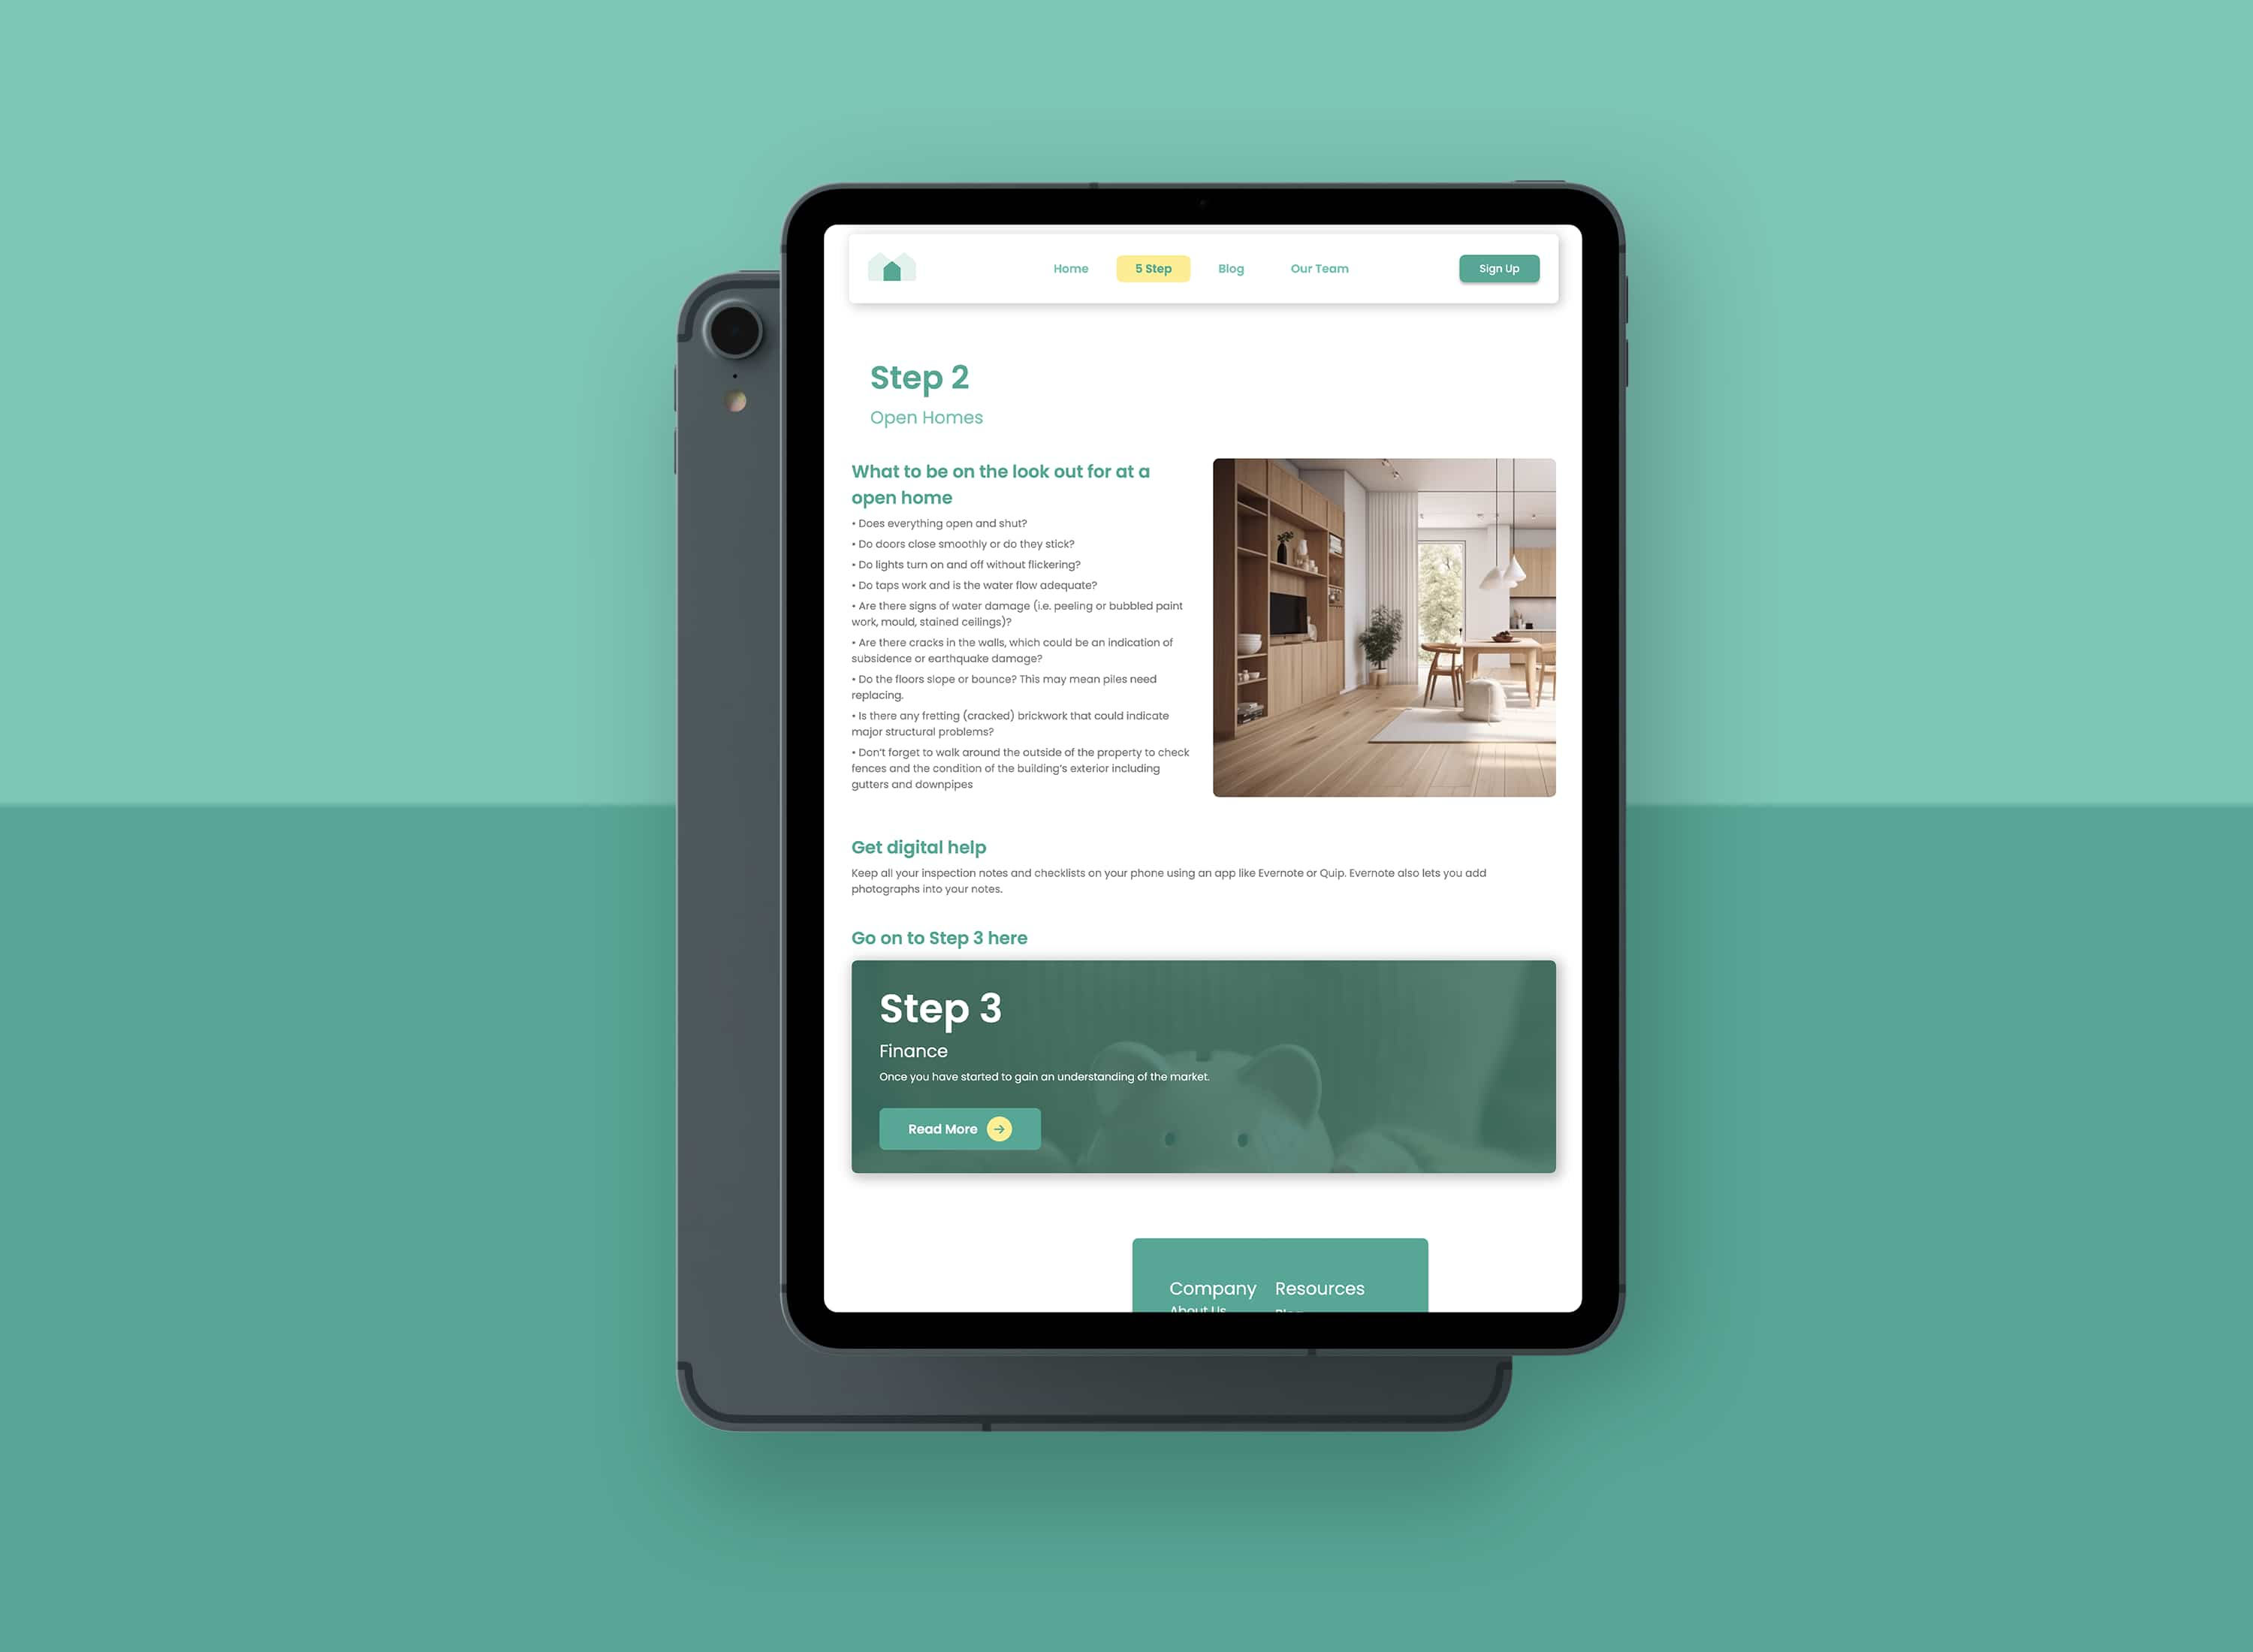 Home 5 Step Blog Our Team Sign Up
Step 2
Open Homes
What to be on the look out for at a
open home
• Does everything open and shut?
• Do doors close smoothly or do they stick?
• Do lights turn on and off without flickering?
• Do taps work and is the water flow adequate?
• Are there signs of water damage (i.e. peeling or bubbled paint
work, mould, stained ceilings)?
• Are there cracks in the walls, which could be an indication of
subsidence or earthquake damage?
• Do the floors slope or bounce? This may mean piles need
replacing.
• Is there any fretting (cracked) brickwork that could indicate
major structural problems?
• Don't forget to walk around the outside of the property to check
fences and the condition of the building's exterior including
gutters and downpipes
Get digital help
Keep all your inspection notes and checklists on your phone using an app like Evernote or Quip. Evernote also lets you add
photographs into your notes.
Go on to Step 3 here
Step 3
Finance
Once you have started to gain an understanding of the market.
Read More
Company Resources
About Us